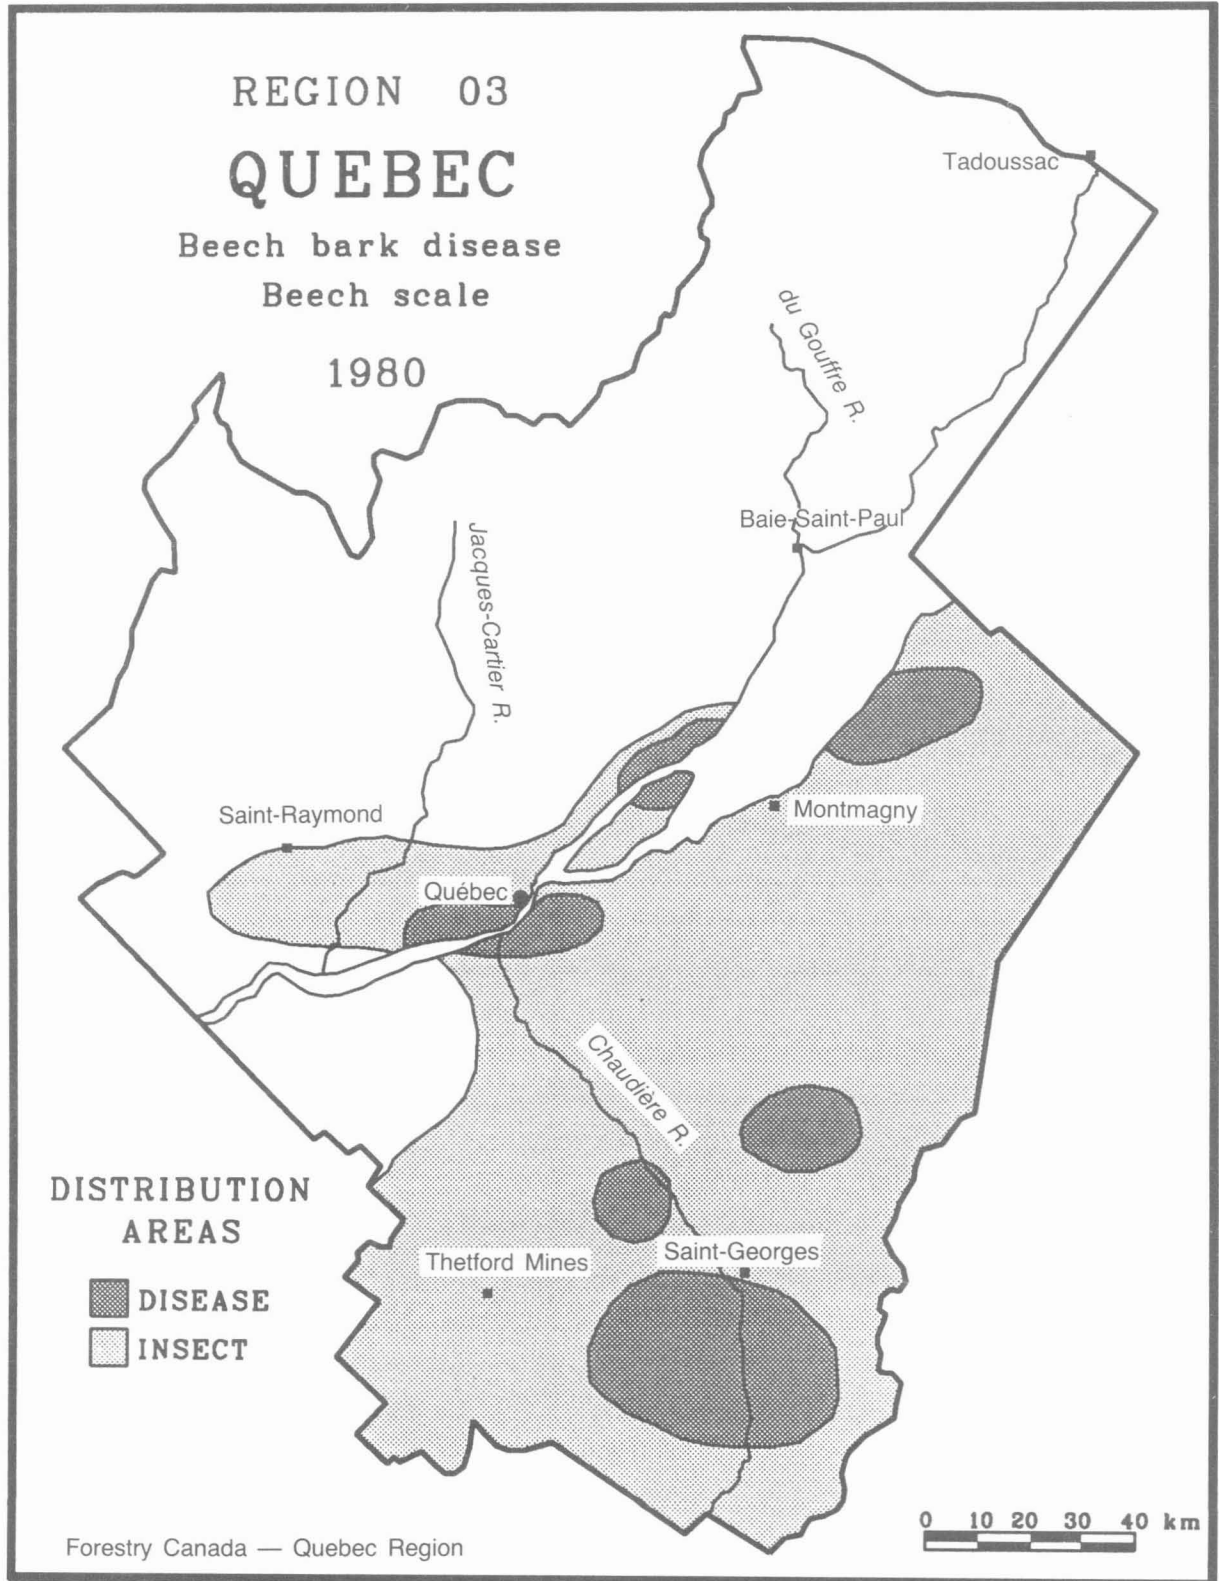 REGION 03
QUEBEC
Beech bark disease
Beech scale
1980
Tadoussac
du Gouffre R.
Baie-Saint-Paul
Jacques-Cartier R.
Saint-Raymond
Montmagny
Québec
Chaudière R.
DISTRIBUTION
AREAS
DISEASE
INSECT
Thetford Mines
Saint-Georges
0 10 20 30 40 km
Forestry Canada — Quebec Region